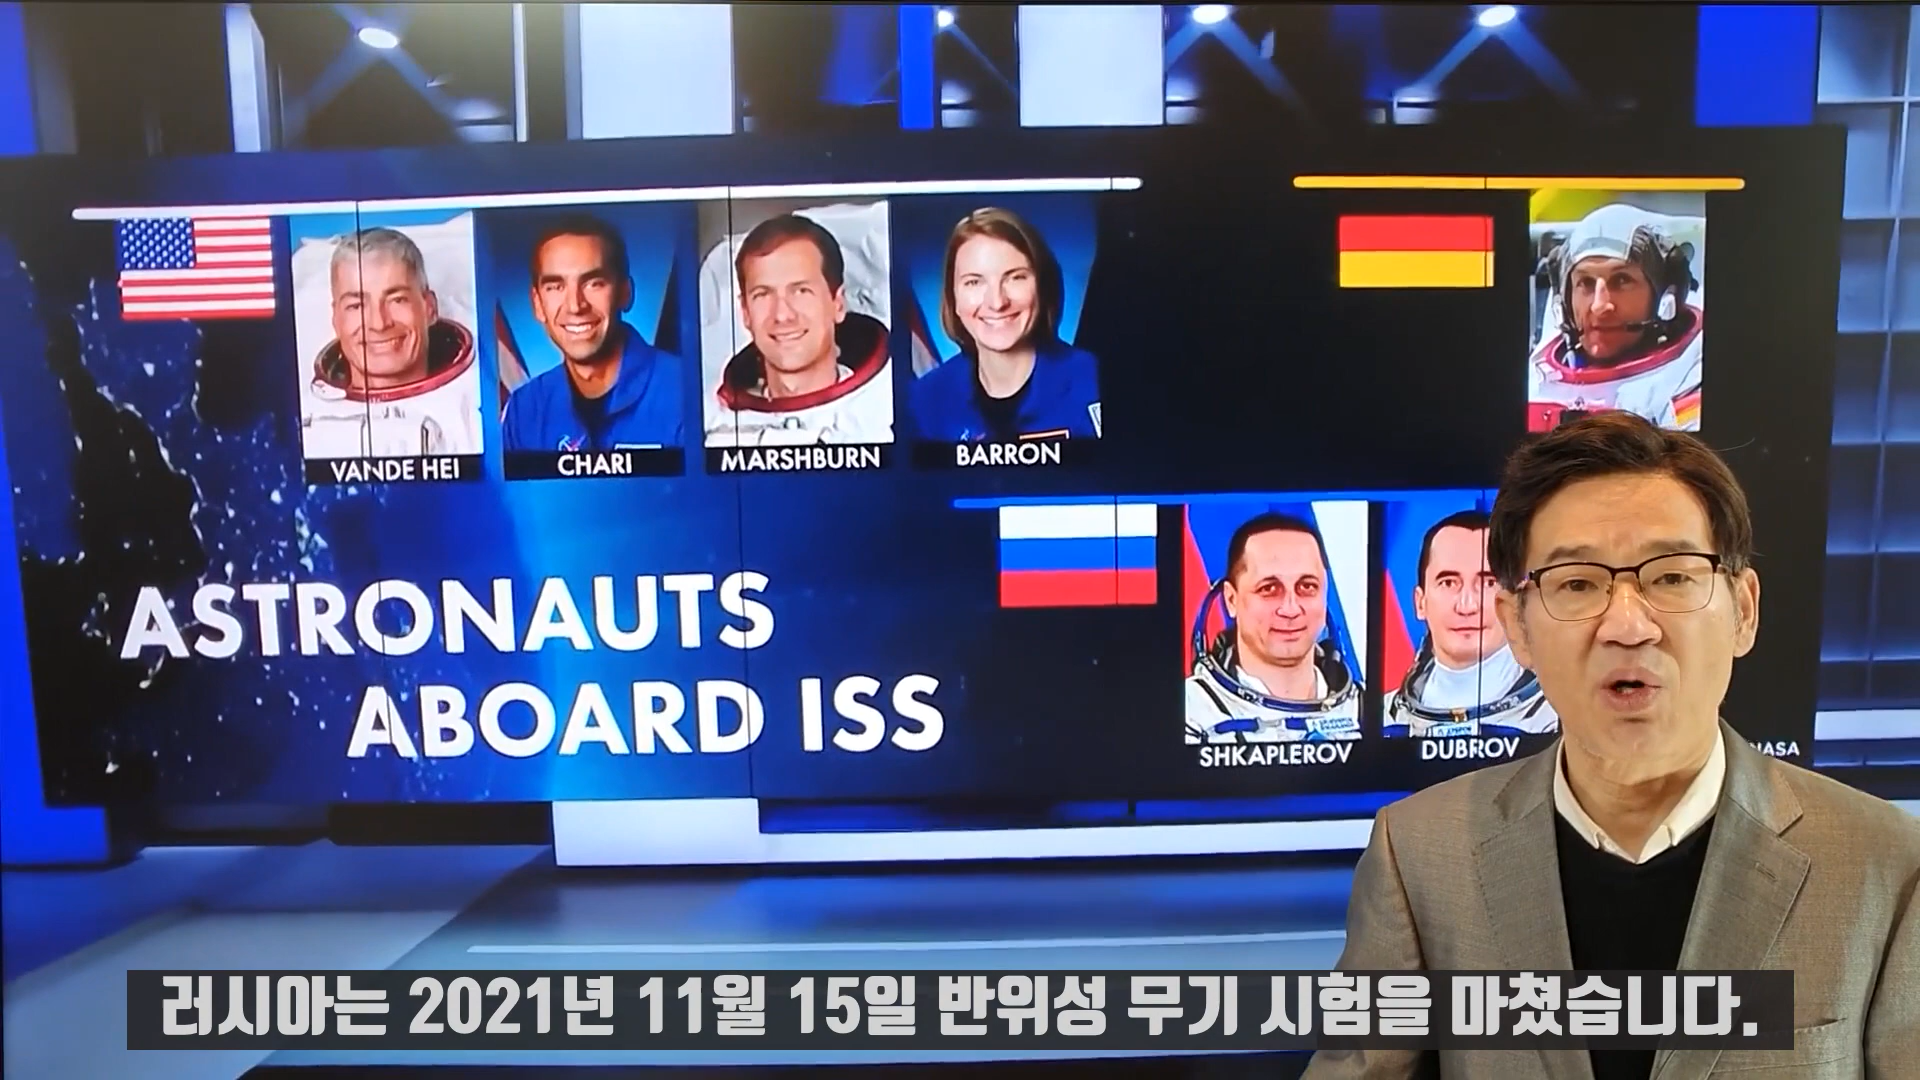 VANDE HEI
CHARI
MARSHBURN
BARRON
ASTRONAUTS
ABOARD ISS
SHKAPLEROV
DUBROV
NASA
러시아는 2021년 11월 15일 반위성 무기 시험을 마쳤습니다.